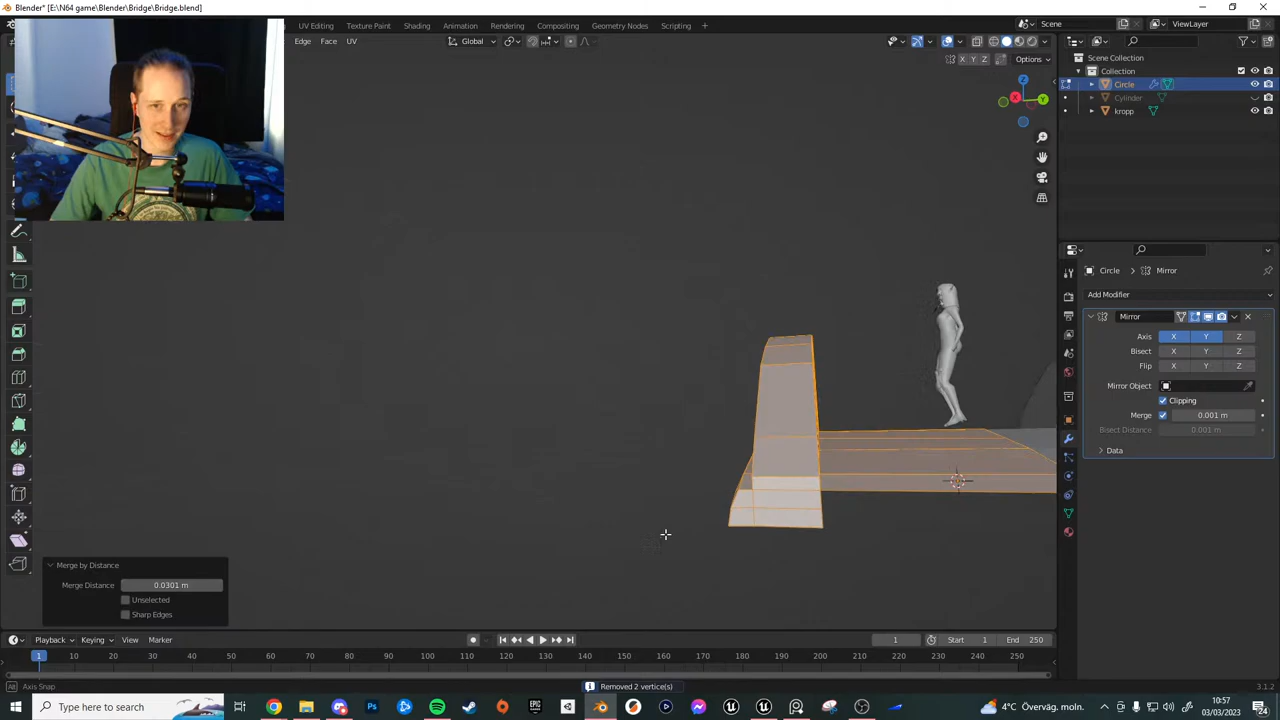 Blender* [E:\N64 game\Blender\Bridge\Bridge.blend]
UV Editing Texture Paint Shading Animation Rendering Compositing Geometry Nodes Scripting +
Scene
ViewLayer
Edge Face UV
Global
X Y Z
Options
Scene Collection
Collection
Circle
Cylinder
kropp
X
Y
Z
Circle > Mirror
Add Modifier
Mirror
Axis X Y Z
Bisect X Y Z
Flip X Y Z
Mirror Object
Clipping
Merge 0.001 m
Bisect Distance 0.001 m
Data
Merge by Distance
Merge Distance 0.0301 m
Unselected
Sharp Edges
Playback Keying View Marker
1
Start 1
End 250
1 10 20 30 40 50 60 70 80 90 100 110 120 130 140 150 160 170 180 190 200 210 220 230 240 250
Axis Snap
Removed 2 vertice(s)
3.1.2
Type here to search
4°C Överväg. moln.
10:57
03/03/2023